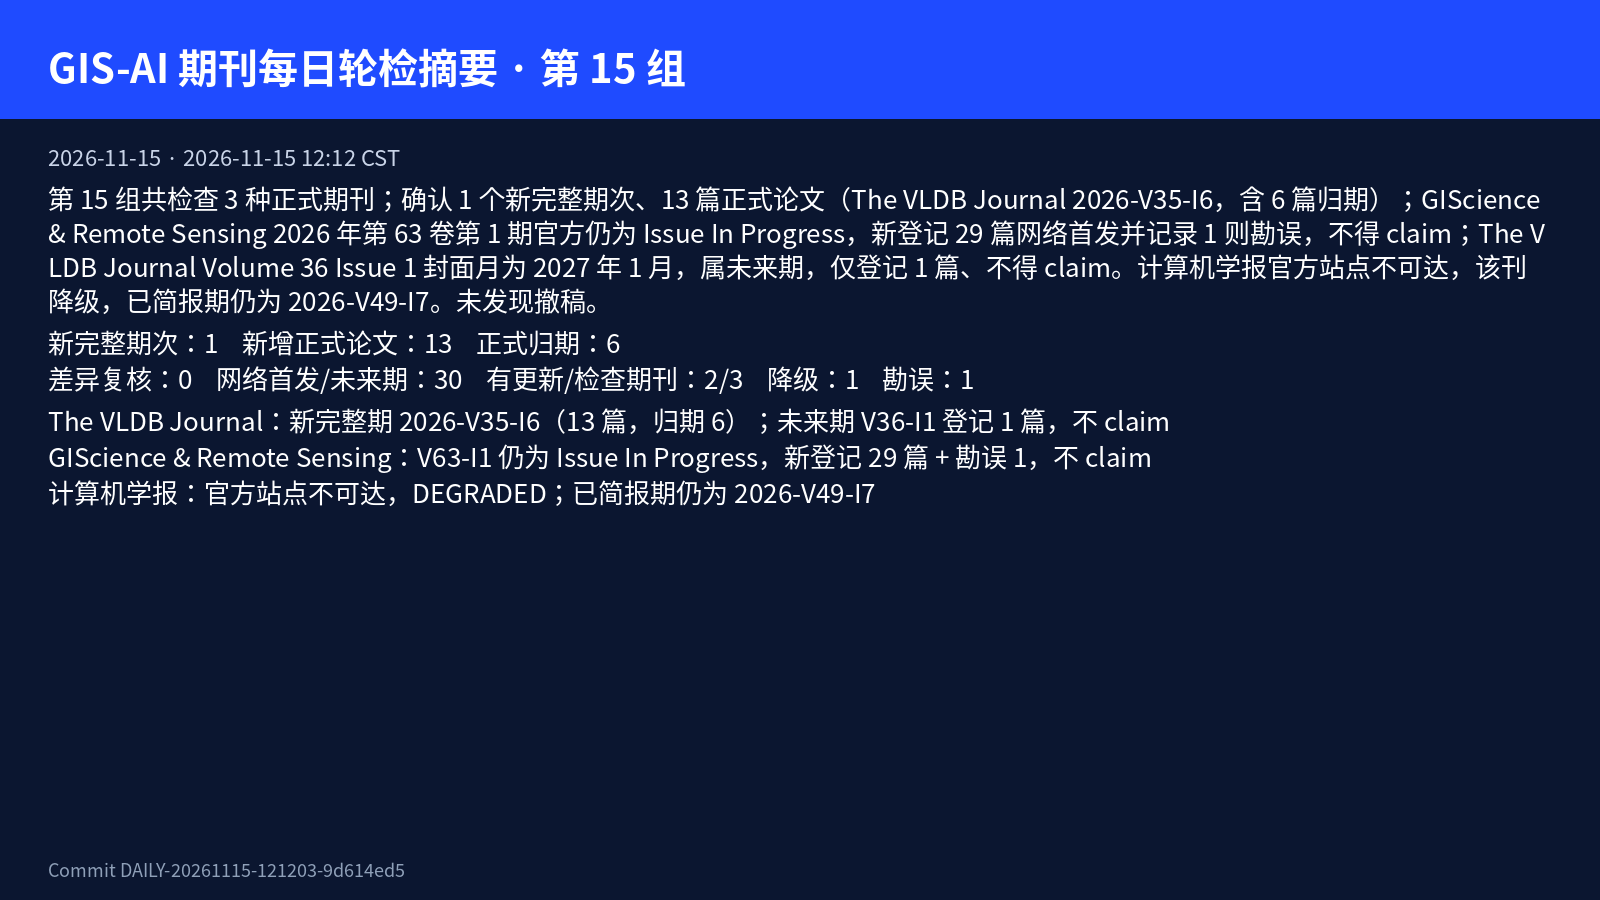 GIS-AI 期刊每日轮检摘要 · 第 15 组
2026-11-15 · 2026-11-15 12:12 CST
第 15 组共检查 3 种正式期刊；确认 1 个新完整期次、13 篇正式论文（The VLDB Journal 2026-V35-I6，含 6 篇归期）；GIScience
& Remote Sensing 2026 年第 63 卷第 1 期官方仍为 Issue In Progress，新登记 29 篇网络首发并记录 1 则勘误，不得 claim；The V
LDB Journal Volume 36 Issue 1 封面月为 2027 年 1 月，属未来期，仅登记 1 篇、不得 claim。计算机学报官方站点不可达，该刊
降级，已简报期仍为 2026-V49-I7。未发现撤稿。
新完整期次：1 新增正式论文：13 正式归期：6
差异复核：0 网络首发/未来期：30 有更新/检查期刊：2/3 降级：1 勘误：1
The VLDB Journal：新完整期 2026-V35-I6（13 篇，归期 6）；未来期 V36-I1 登记 1 篇，不 claim
GIScience & Remote Sensing：V63-I1 仍为 Issue In Progress，新登记 29 篇 + 勘误 1，不 claim
计算机学报：官方站点不可达，DEGRADED；已简报期仍为 2026-V49-I7
Commit DAILY-20261115-121203-9d614ed5